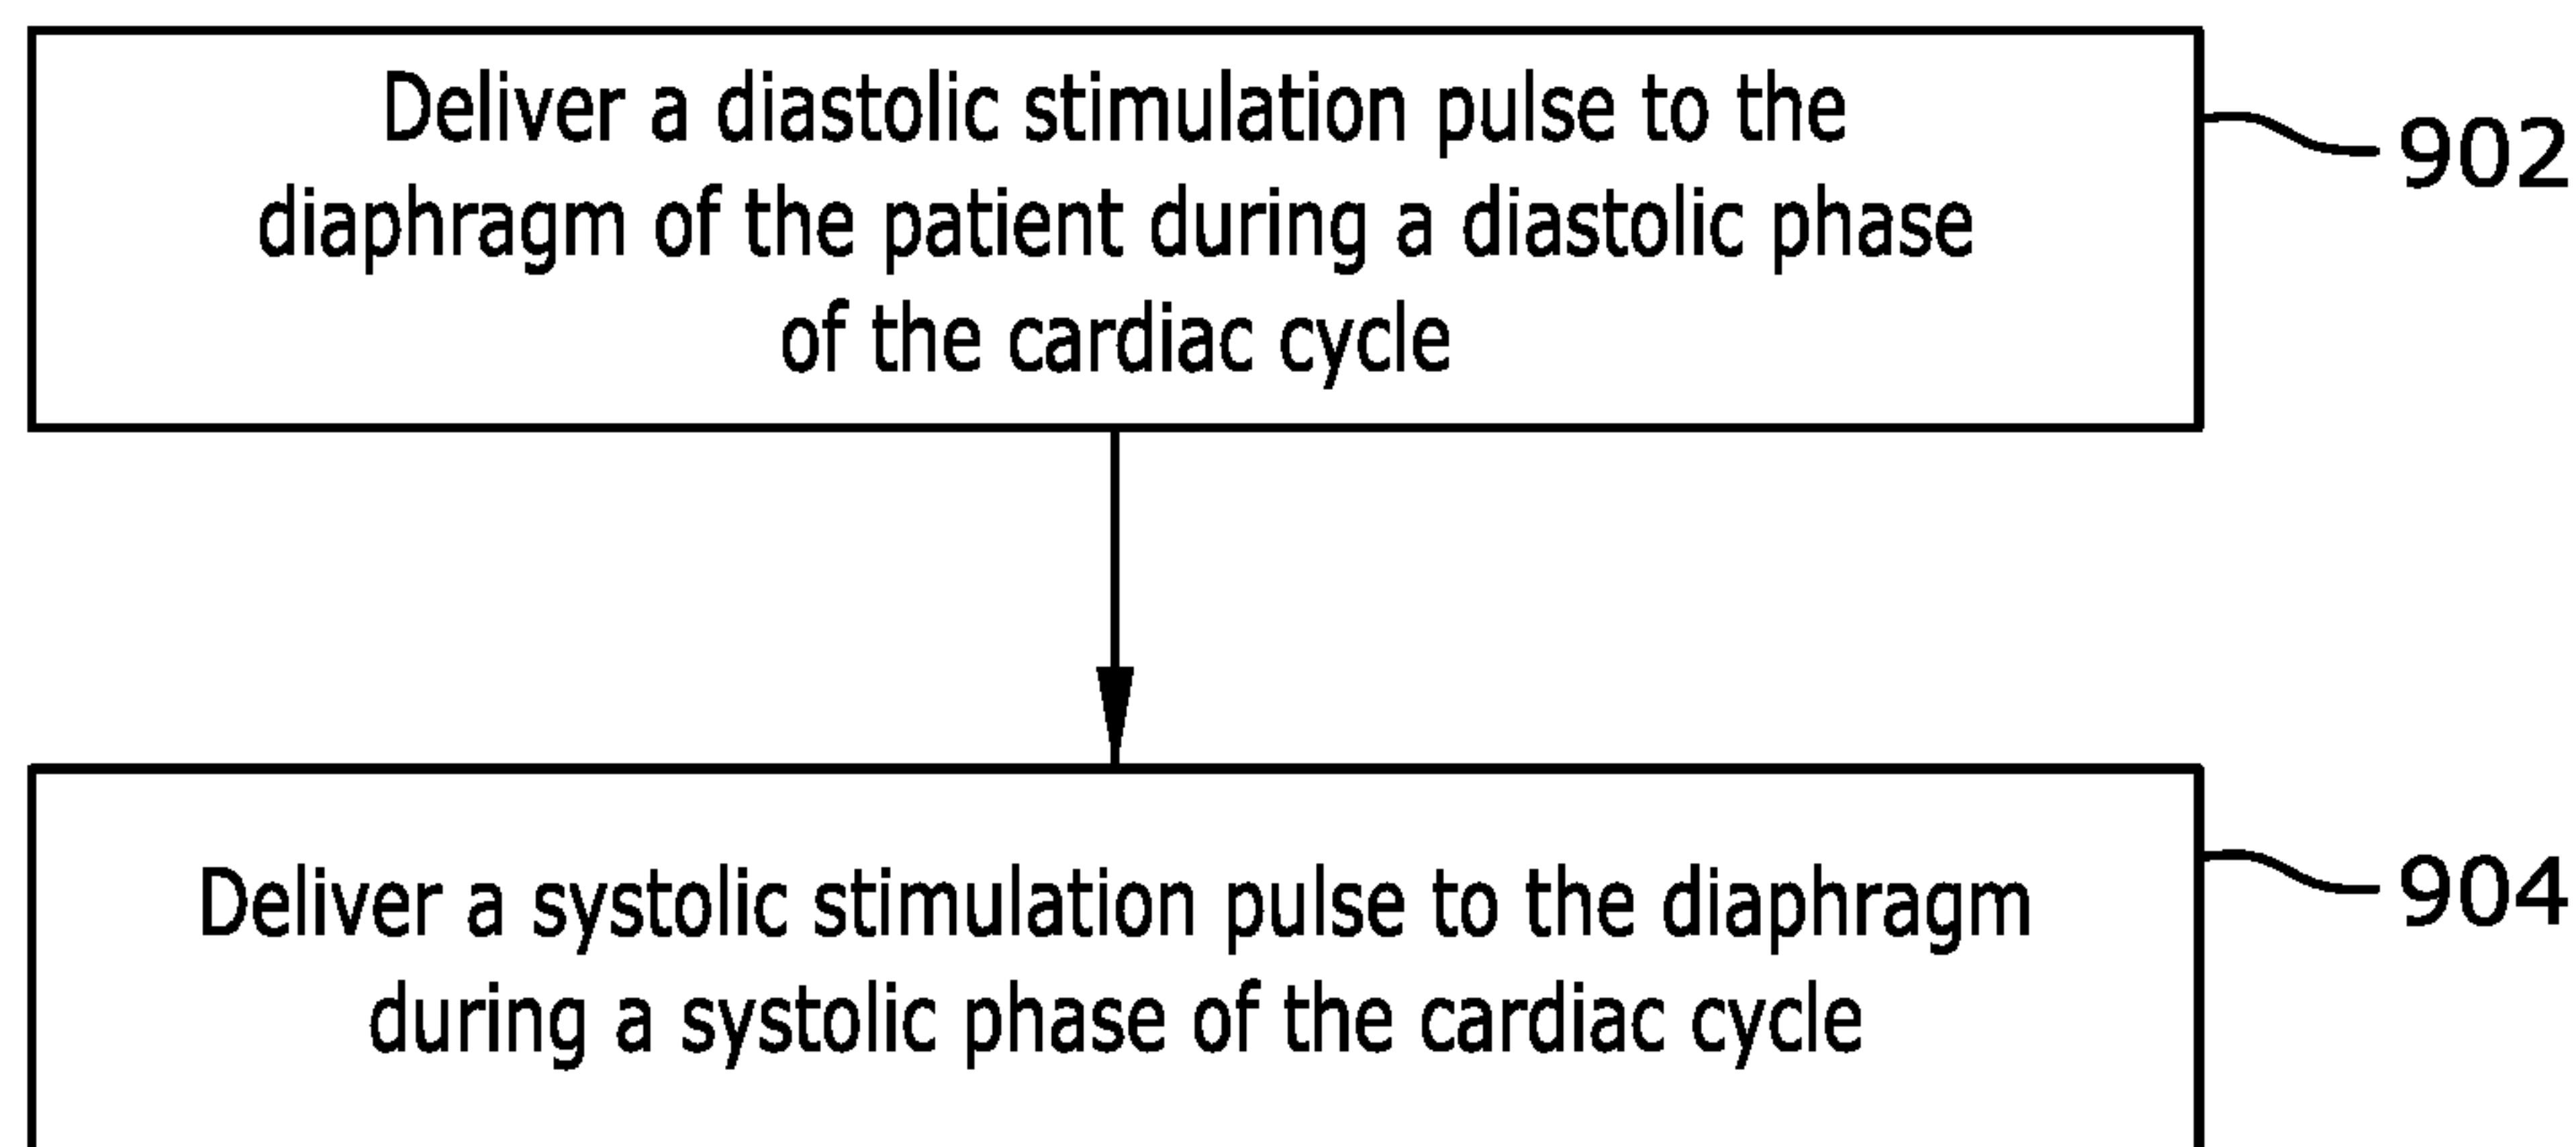 Deliver a diastolic stimulation pulse to the
diaphragm of the patient during a diastolic phase
of the cardiac cycle
902
Deliver a systolic stimulation pulse to the diaphragm
during a systolic phase of the cardiac cycle
904